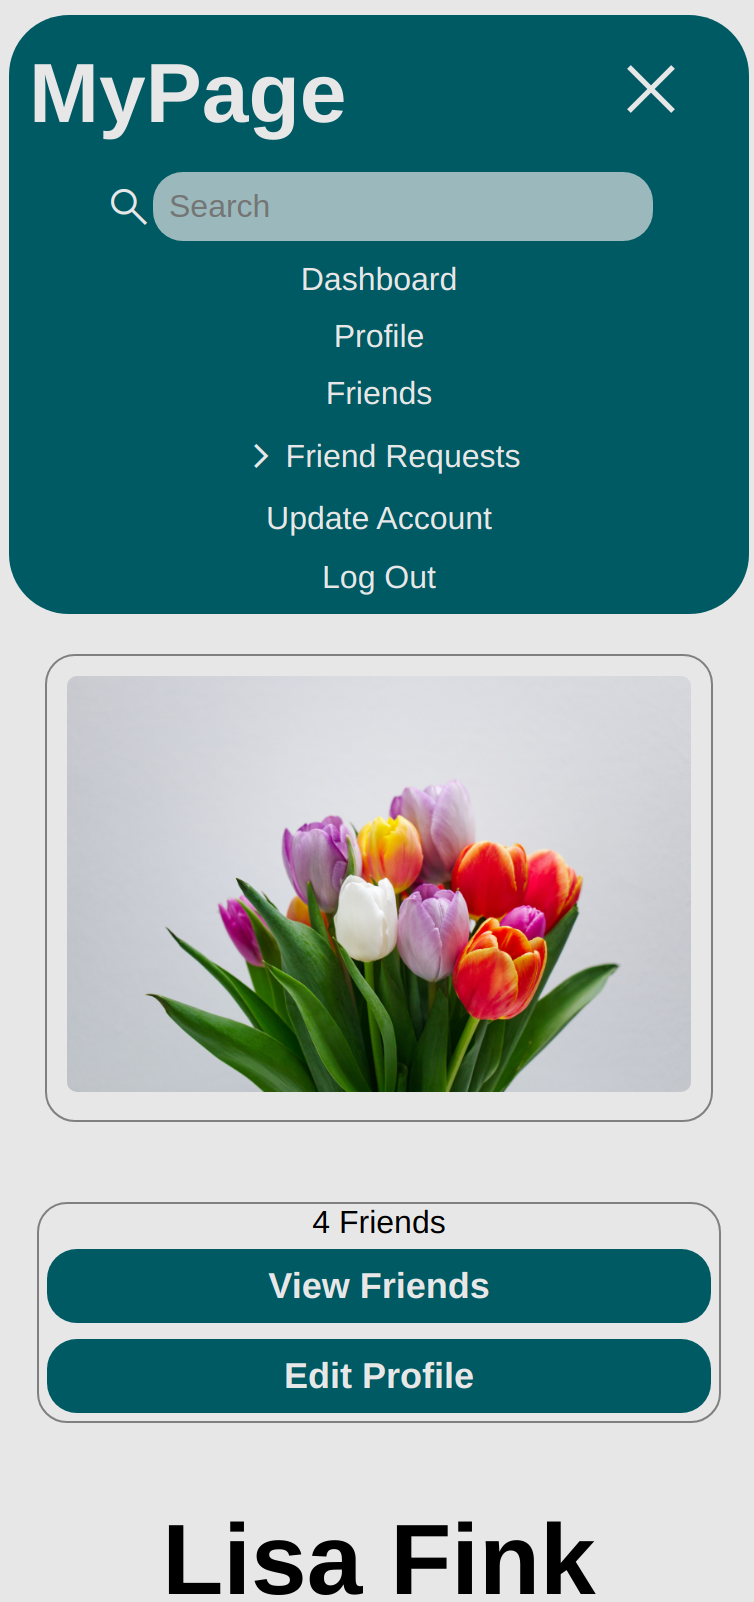 MyPage
Search
Dashboard
Profile
Friends
Friend Requests
Update Account
Log Out
4 Friends
View Friends
Edit Profile
Lisa Fink